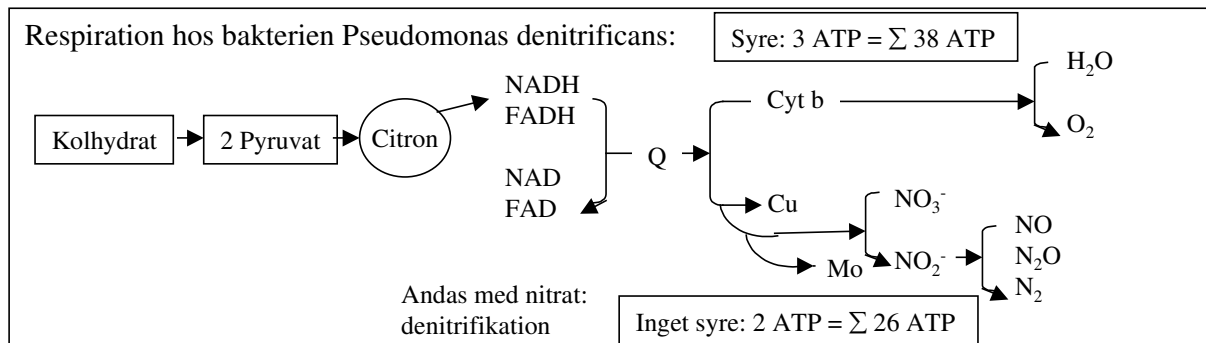 Respiration hos bakterien Pseudomonas denitrificans:
Syre: 3 ATP = ∑ 38 ATP
Kolhydrat
2 Pyruvat
Citron
NADH
FADH
NAD
FAD
Q
Cyt b
H₂O
O₂
Cu
Mo
NO₃⁻
NO₂⁻
NO
N₂O
N₂
Andas med nitrat:
denitrifikation
Inget syre: 2 ATP = ∑ 26 ATP